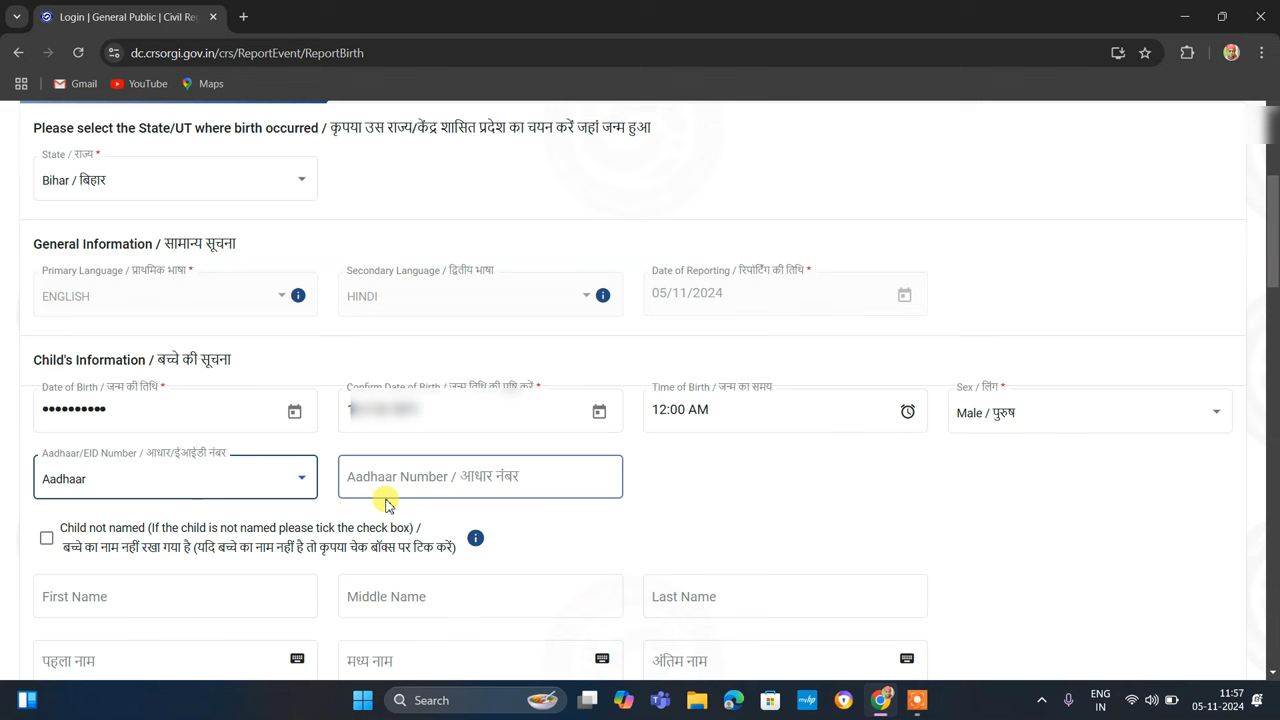 Login | General Public | Civil Re
dc.crsorgi.gov.in/crs/ReportEvent/ReportBirth
Gmail YouTube Maps
Please select the State/UT where birth occurred / कृपया उस राज्य/केंद्र शासित प्रदेश का चयन करें जहां जन्म हुआ
State / राज्य *
Bihar / बिहार
General Information / सामान्य सूचना
Primary Language / प्राथमिक भाषा * Secondary Language / द्वितीय भाषा Date of Reporting / रिपोर्टिंग की तिथि *
ENGLISH HINDI 05/11/2024
Child's Information / बच्चे की सूचना
Date of Birth / जन्म की तिथि * Confirm Date of Birth / जन्म तिथि की पुष्टि करें * Time of Birth / जन्म का समय Sex / लिंग *
•••••••••• 12:00 AM Male / पुरुष
Aadhaar/EID Number / आधार/ईआईडी नंबर
Aadhaar Aadhaar Number / आधार नंबर
Child not named (If the child is not named please tick the check box) /
बच्चे का नाम नहीं रखा गया है (यदि बच्चे का नाम नहीं है तो कृपया चेक बॉक्स पर टिक करें)
First Name Middle Name Last Name
पहला नाम मध्य नाम अंतिम नाम
Search ENG 11:57
IN 05-11-2024